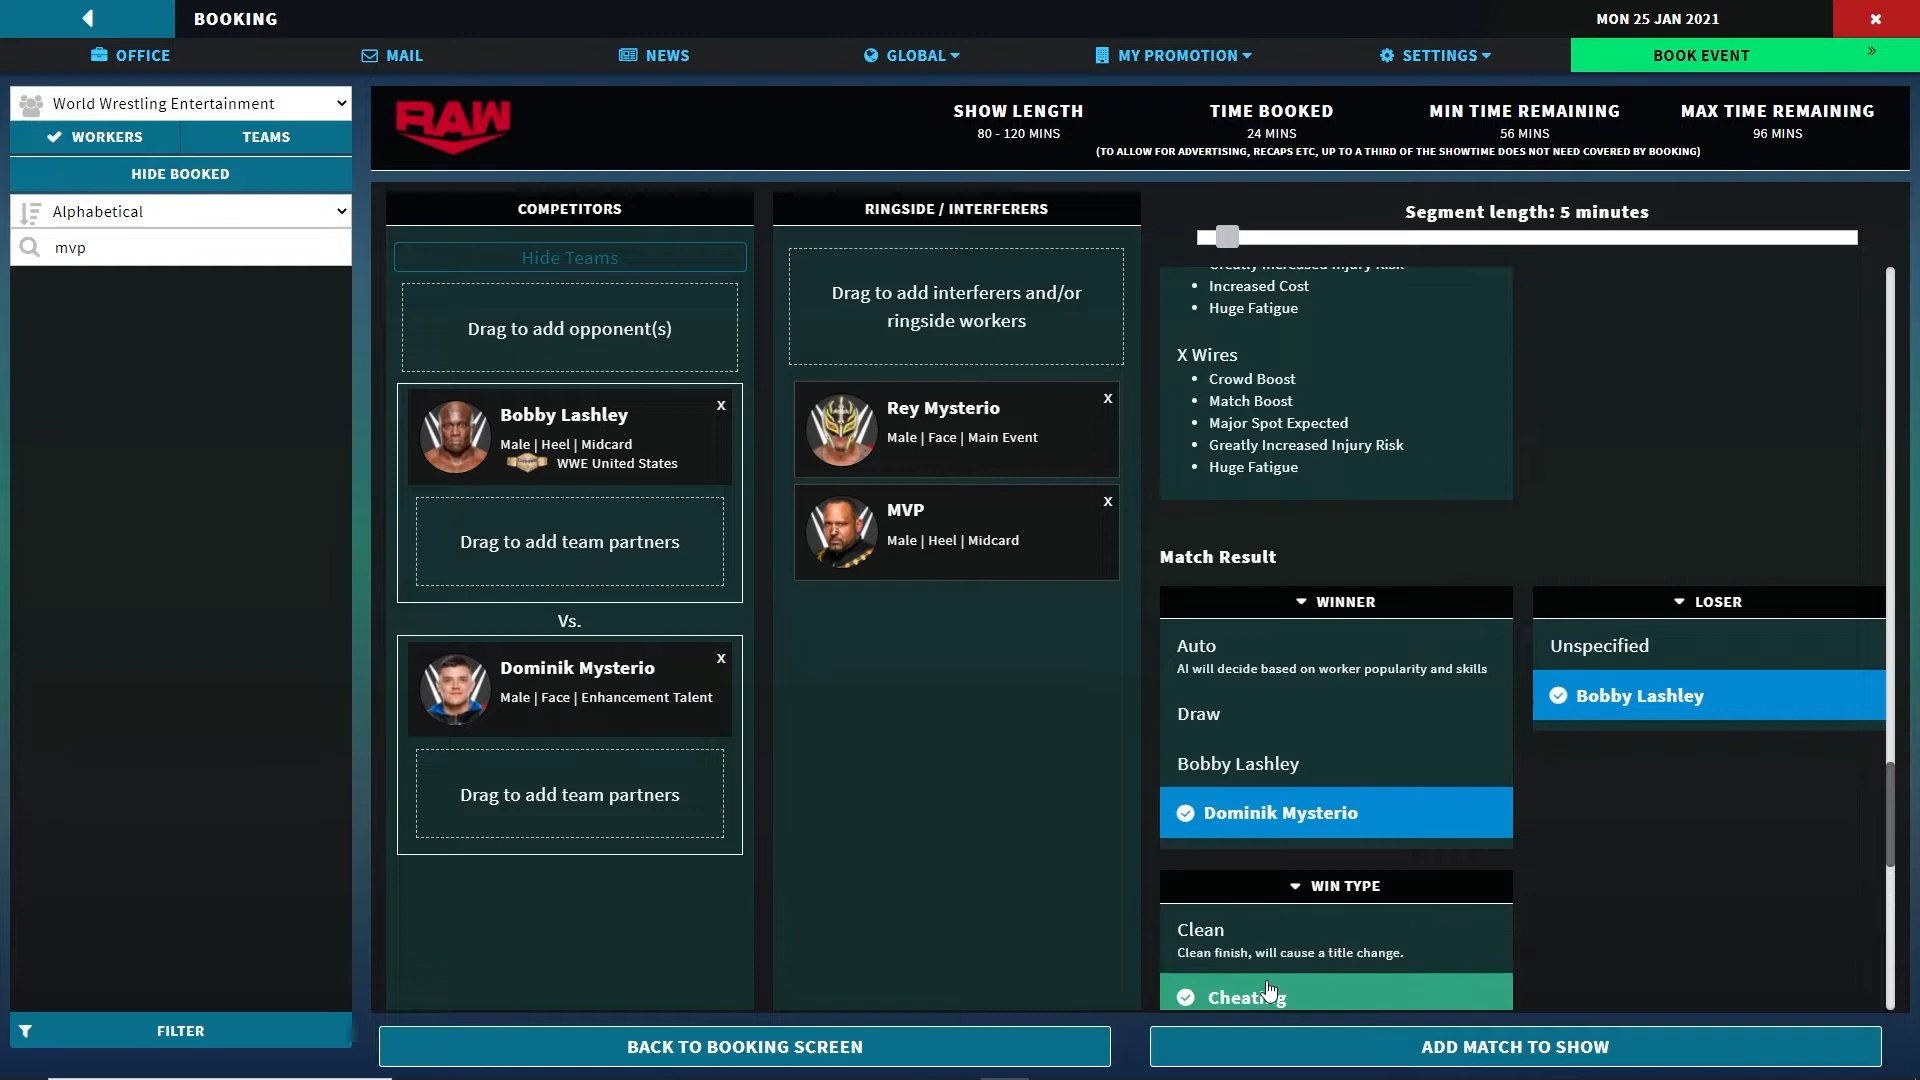 BOOKING
MON 25 JAN 2021
OFFICE
MAIL
NEWS
GLOBAL
MY PROMOTION
SETTINGS
BOOK EVENT
World Wrestling Entertainment
WORKERS
TEAMS
HIDE BOOKED
Alphabetical
mvp
FILTER
RAW
SHOW LENGTH
80 - 120 MINS
TIME BOOKED
24 MINS
MIN TIME REMAINING
56 MINS
MAX TIME REMAINING
96 MINS
(TO ALLOW FOR ADVERTISING, RECAPS ETC, UP TO A THIRD OF THE SHOWTIME DOES NOT NEED COVERED BY BOOKING)
COMPETITORS
Hide Teams
Drag to add opponent(s)
Bobby Lashley
X
Male | Heel | Midcard
WWE United States
Drag to add team partners
Vs.
Dominik Mysterio
X
Male | Face | Enhancement Talent
Drag to add team partners
RINGSIDE / INTERFERERS
Drag to add interferers and/or
ringside workers
Rey Mysterio
X
Male | Face | Main Event
MVP
X
Male | Heel | Midcard
Segment length: 5 minutes
Greatly Increased Injury Risk
• Increased Cost
• Huge Fatigue
X Wires
• Crowd Boost
• Match Boost
• Major Spot Expected
• Greatly Increased Injury Risk
• Huge Fatigue
Match Result
WINNER
Auto
AI will decide based on worker popularity and skills
Draw
Bobby Lashley
Dominik Mysterio
LOSER
Unspecified
Bobby Lashley
WIN TYPE
Clean
Clean finish, will cause a title change.
Cheating
BACK TO BOOKING SCREEN
ADD MATCH TO SHOW